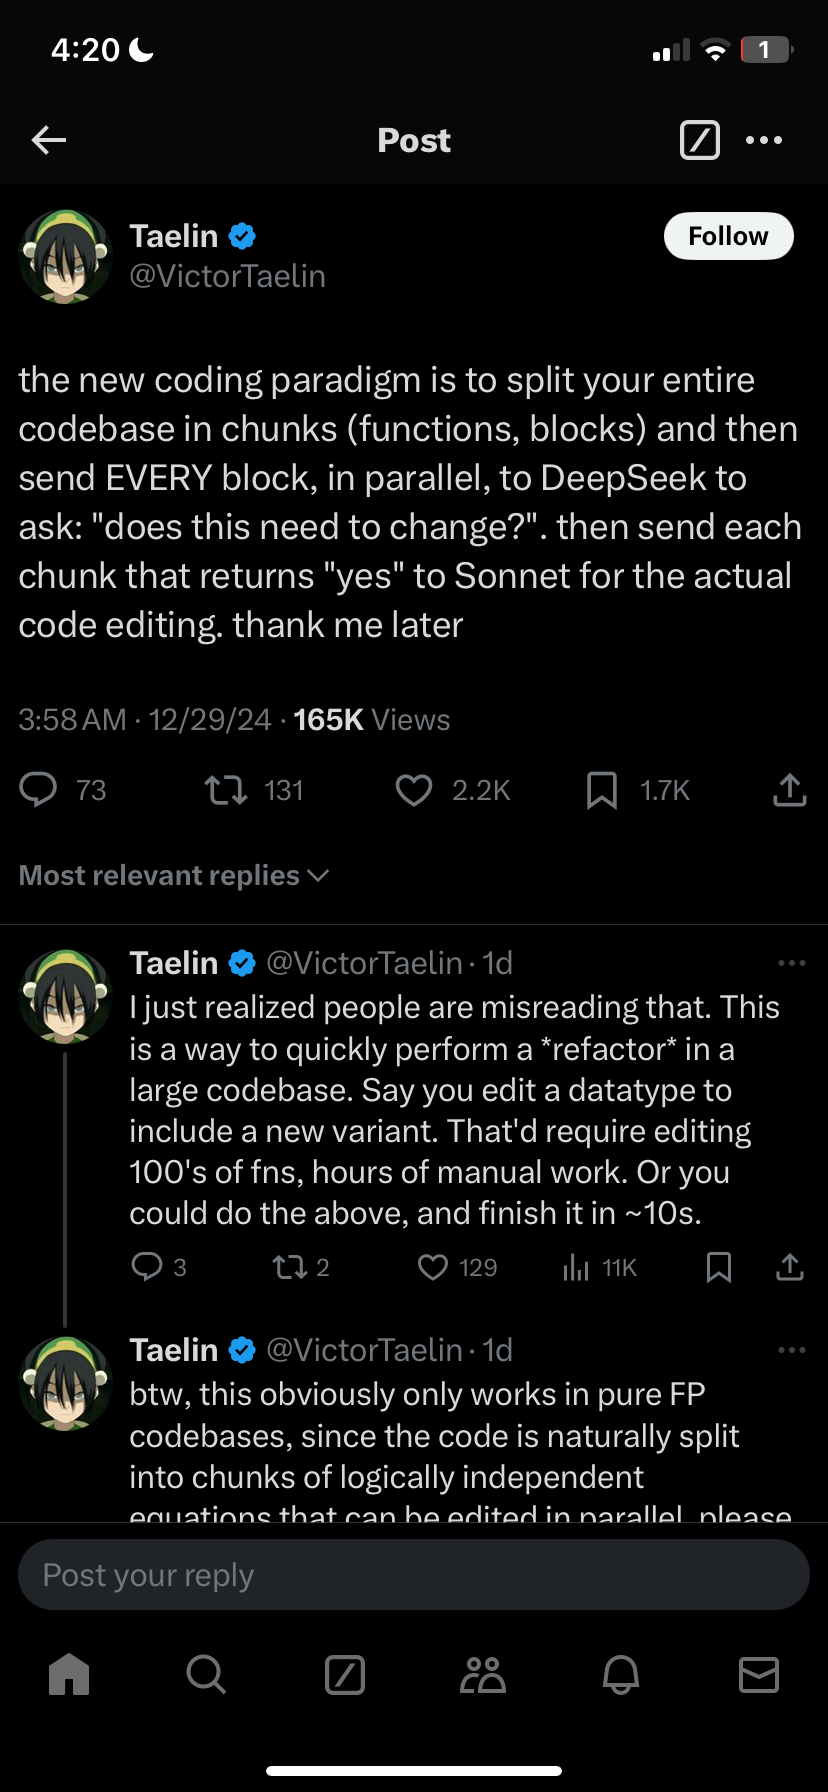 4:20
1
Post
Taelin
Follow
@VictorTaelin
the new coding paradigm is to split your entire
codebase in chunks (functions, blocks) and then
send EVERY block, in parallel, to DeepSeek to
ask: "does this need to change?". then send each
chunk that returns "yes" to Sonnet for the actual
code editing. thank me later
3:58 AM · 12/29/24 · 165K Views
73 131 2.2K 1.7K
Most relevant replies
Taelin @VictorTaelin · 1d
I just realized people are misreading that. This
is a way to quickly perform a *refactor* in a
large codebase. Say you edit a datatype to
include a new variant. That'd require editing
100's of fns, hours of manual work. Or you
could do the above, and finish it in ~10s.
3 2 129 11K
Taelin @VictorTaelin · 1d
btw, this obviously only works in pure FP
codebases, since the code is naturally split
into chunks of logically independent
equations that can be edited in parallel. please
Post your reply